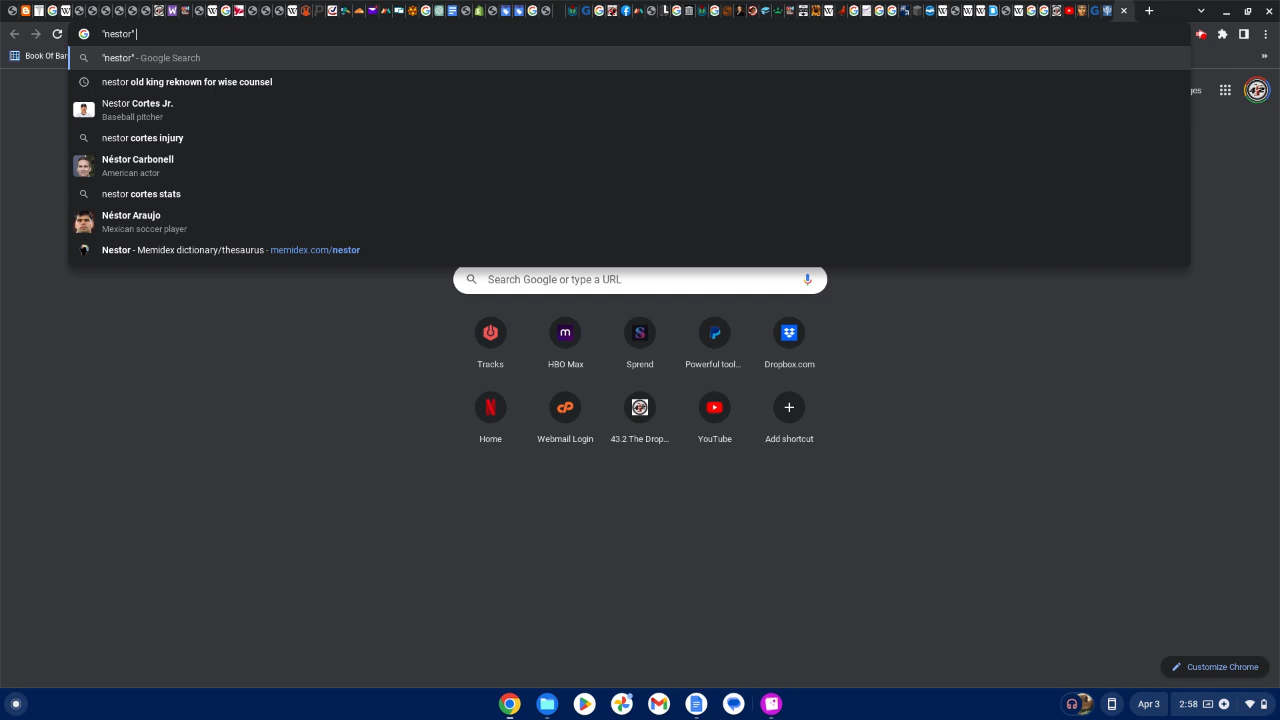 "nestor"
"nestor" - Google Search
Book Of Bar
nestor old king reknown for wise counsel
ges
Nestor Cortes Jr.
Baseball pitcher
nestor cortes injury
Néstor Carbonell
American actor
nestor cortes stats
Néstor Araujo
Mexican soccer player
Nestor - Memidex dictionary/thesaurus - memidex.com/nestor
Search Google or type a URL
Tracks
HBO Max
Sprend
Powerful tool...
Dropbox.com
Home
Webmail Login
43.2 The Drop...
YouTube
Add shortcut
Customize Chrome
Apr 3
2:58